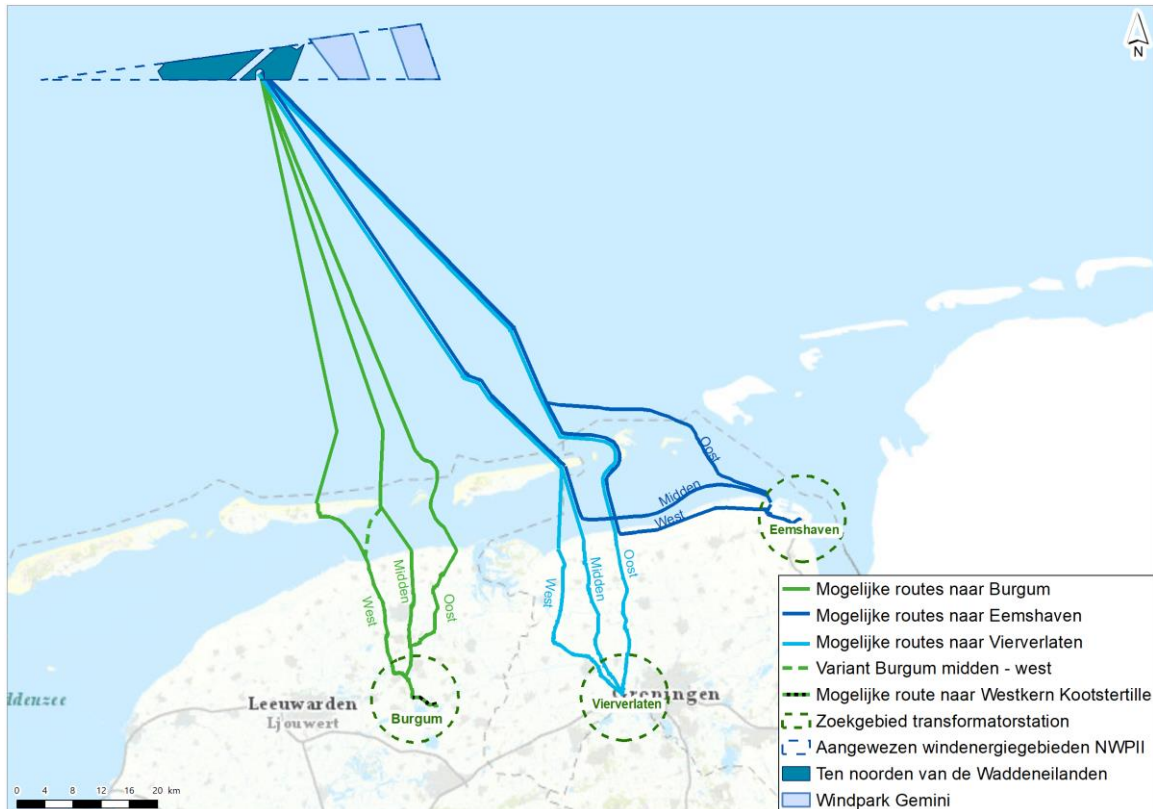 N
Oost
Midden
West
Eemshaven
West
Midden
Oost
West
Midden
Oost
ddenzee
Leeuwarden
Ljouwert
Burgum
Groningen
Vierverlaten
Mogelijke routes naar Burgum
Mogelijke routes naar Eemshaven
Mogelijke routes naar Vierverlaten
Variant Burgum midden - west
Mogelijke route naar Westkern Kootstertille
Zoekgebied transformatorstation
Aangewezen windenergiegebieden NWPII
Ten noorden van de Waddeneilanden
Windpark Gemini
0 4 8 12 16 20 km